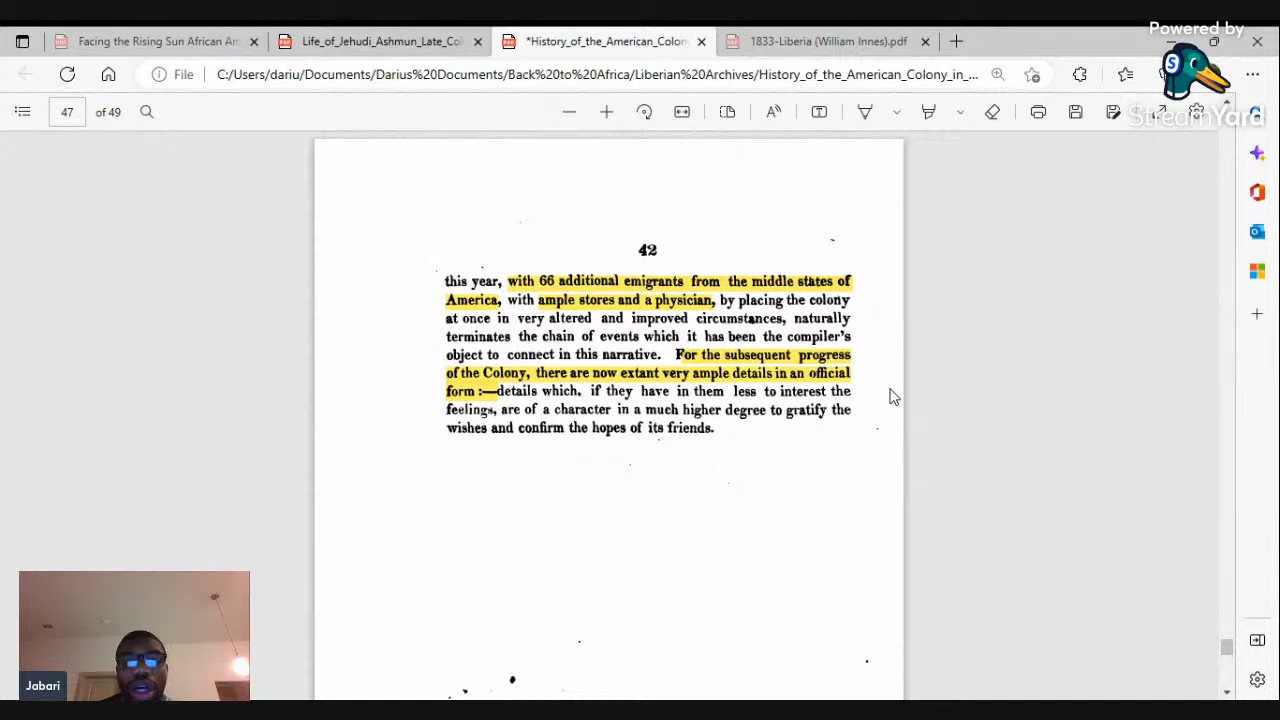 Powered by
StreamYard
Facing the Rising Sun African Am
Life_of_Jehudi_Ashmun_Late_Co
*History_of_the_American_Colon
1833-Liberia (William Innes).pdf
File
C:/Users/dariu/Documents/Darius%20Documents/Back%20to%20Africa/Liberian%20Archives/History_of_the_American_Colony_in_...
47 of 49
42
this year, with 66 additional emigrants from the middle states of
America, with ample stores and a physician, by placing the colony
at once in very altered and improved circumstances, naturally
terminates the chain of events which it has been the compiler's
object to connect in this narrative. For the subsequent progress
of the Colony, there are now extant very ample details in an official
form :—details which, if they have in them less to interest the
feelings, are of a character in a much higher degree to gratify the
wishes and confirm the hopes of its friends.
Jabari